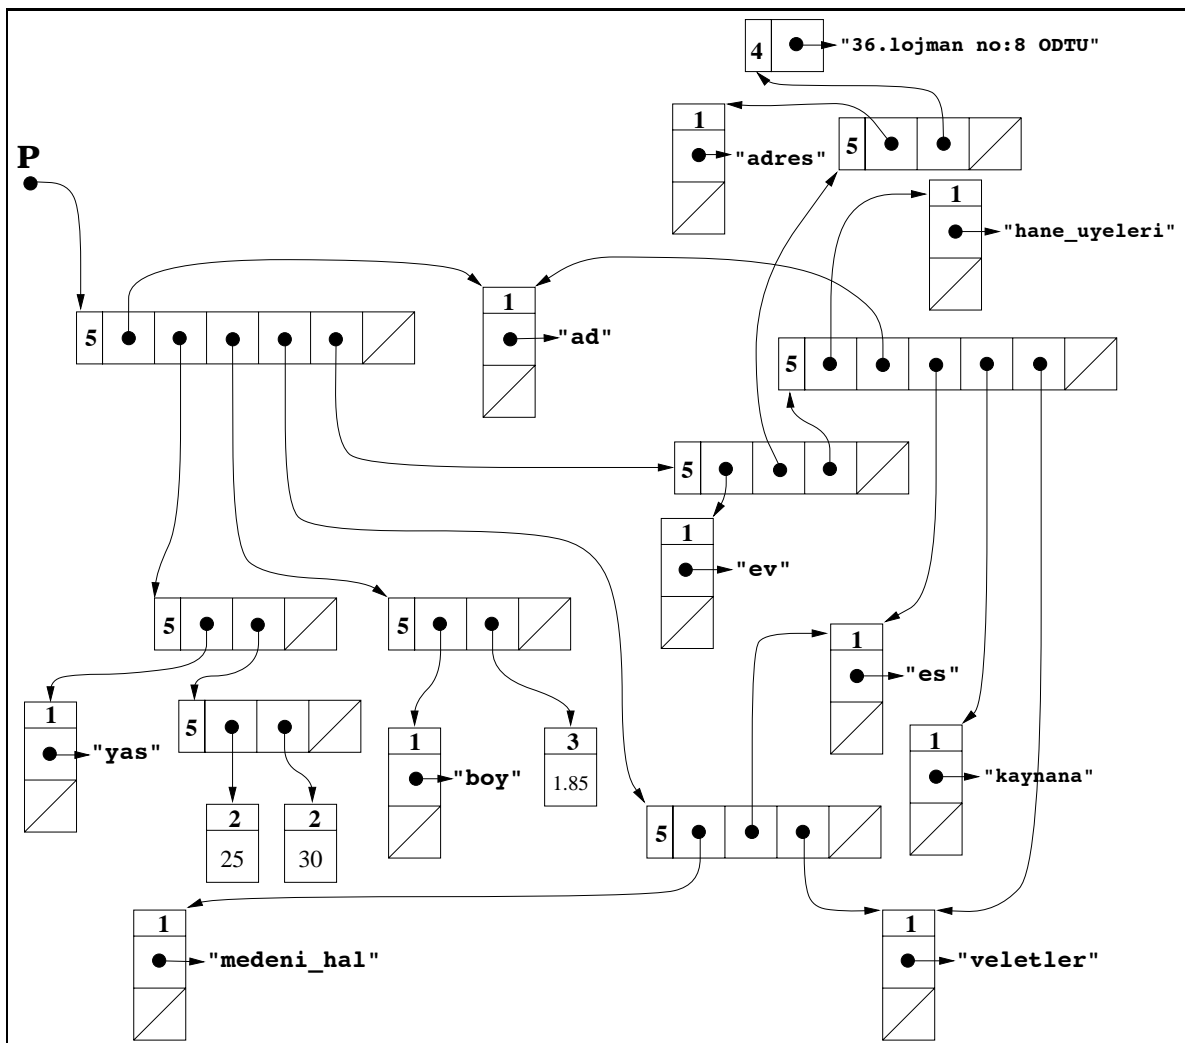 4 "36.lojman no:8 ODTU"
1
5
"adres"
P
1
"hane_uyeleri"
1
5
"ad"
5
5
1
"ev"
5
5
1
"es"
1
5
1
3
1
"yas"
"boy"
1.85
"kaynana"
2
2
5
25
30
1
1
"medeni_hal"
"veletler"